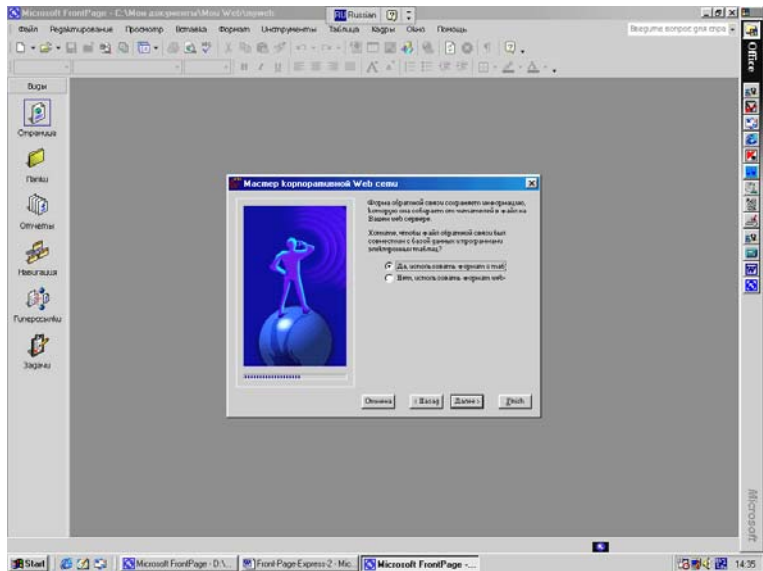 Microsoft FrontPage - C:\Мои документы\Мои Web\myweb
RU Russian
Файл Редактирование Просмотр Вставка Формат Инструменты Таблица Кадры Окно Помощь
Введите вопрос для спра
Office
Виды
Страница
Папки
Отчеты
Навигация
Гиперссылки
Задачи
Мастер корпоративной Web сети
Форма обратной связи сохраняет информацию,
которую она собирает от читателей в файл на
Вашем web сервере.
Хотите, чтобы файл обратной связи был
совместим с базой данных и программами
электронных таблиц?
Да, использовать формат
Нет, использовать формат web-
Отмена
< Назад
Далее >
Finish
Microsoft
Start
Microsoft FrontPage - D:\...
Front Page Express-2 - Mic...
Microsoft FrontPage -...
14:35